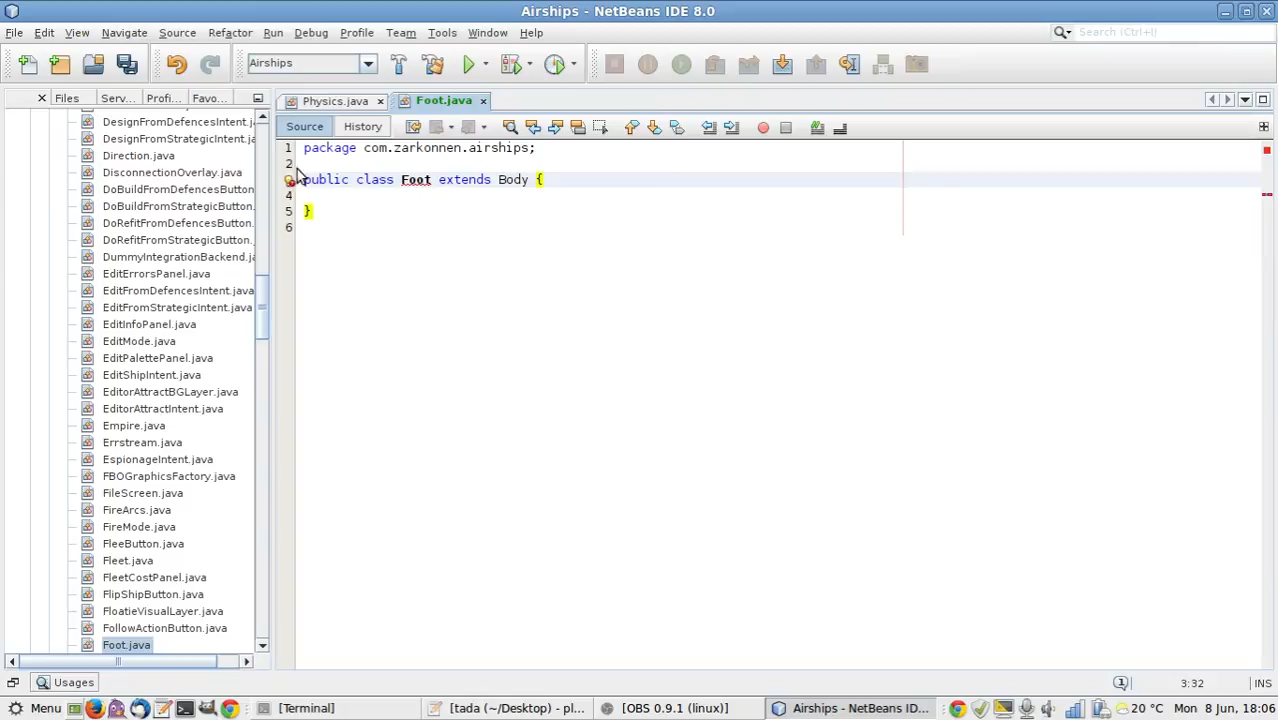 Airships - NetBeans IDE 8.0
File Edit View Navigate Source Refactor Run Debug Profile Team Tools Window Help
Search (Ctrl+I)
Airships
Files Serv... Profi... Favo...
Physics.java Foot.java
Source History
DesignFromDefencesIntent.j
DesignFromStrategicIntent.j
Direction.java
DisconnectionOverlay.java
DoBuildFromDefencesButton
DoBuildFromStrategicButton.
DoRefitFromDefencesButton.
DoRefitFromStrategicButton.
DummyIntegrationBackend.ja
EditErrorsPanel.java
EditFromDefencesIntent.java
EditFromStrategicIntent.java
EditInfoPanel.java
EditMode.java
EditPalettePanel.java
EditShipIntent.java
EditorAttractBGLayer.java
EditorAttractIntent.java
Empire.java
Errstream.java
EspionageIntent.java
FBOGraphicsFactory.java
FileScreen.java
FireArcs.java
FireMode.java
FleeButton.java
Fleet.java
FleetCostPanel.java
FlipShipButton.java
FloatieVisualLayer.java
FollowActionButton.java
Foot.java
1 package com.zarkonnen.airships;
2
public class Foot extends Body {
4
5 }
6
Usages
1 3:32 INS
Menu [Terminal] [tada (~/Desktop) - pl... [OBS 0.9.1 (linux)] Airships - NetBeans ID... 20 °C Mon 8 Jun, 18:06